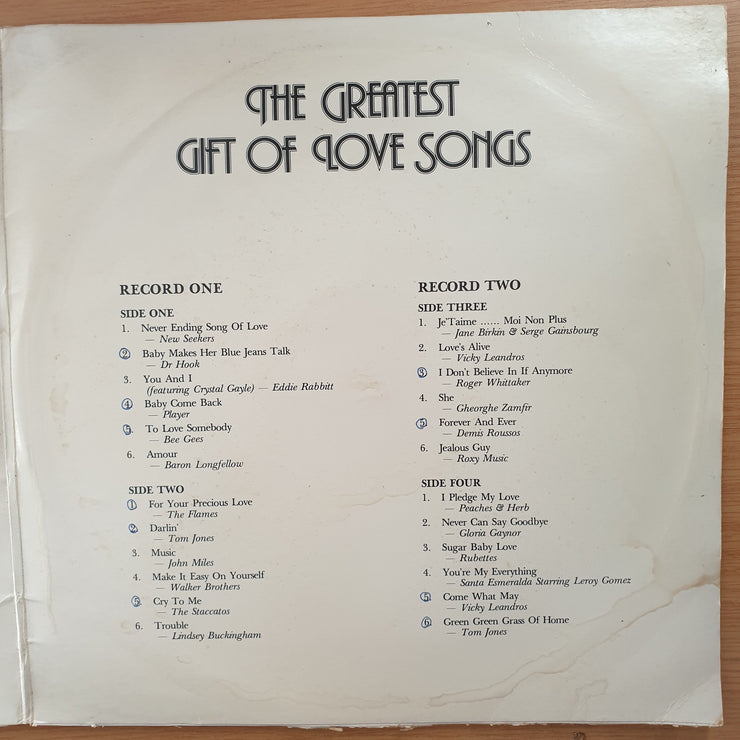 THE GREATEST
GIFT OF LOVE SONGS
RECORD ONE
SIDE ONE
1. Never Ending Song Of Love
— New Seekers
2. Baby Makes Her Blue Jeans Talk
— Dr Hook
3. You And I
(featuring Crystal Gayle) — Eddie Rabbitt
4. Baby Come Back
— Player
5. To Love Somebody
— Bee Gees
6. Amour
— Baron Longfellow
SIDE TWO
1. For Your Precious Love
— The Flames
2. Darlin'
— Tom Jones
3. Music
— John Miles
4. Make It Easy On Yourself
— Walker Brothers
5. Cry To Me
— The Staccatos
6. Trouble
— Lindsey Buckingham
RECORD TWO
SIDE THREE
1. Je'Taime ...... Moi Non Plus
— Jane Birkin & Serge Gainsbourg
2. Love's Alive
— Vicky Leandros
3. I Don't Believe In If Anymore
— Roger Whittaker
4. She
— Gheorghe Zamfir
5. Forever And Ever
— Demis Roussos
6. Jealous Guy
— Roxy Music
SIDE FOUR
1. I Pledge My Love
— Peaches & Herb
2. Never Can Say Goodbye
— Gloria Gaynor
3. Sugar Baby Love
— Rubettes
4. You're My Everything
— Santa Esmeralda Starring Leroy Gomez
5. Come What May
— Vicky Leandros
6. Green Green Grass Of Home
— Tom Jones